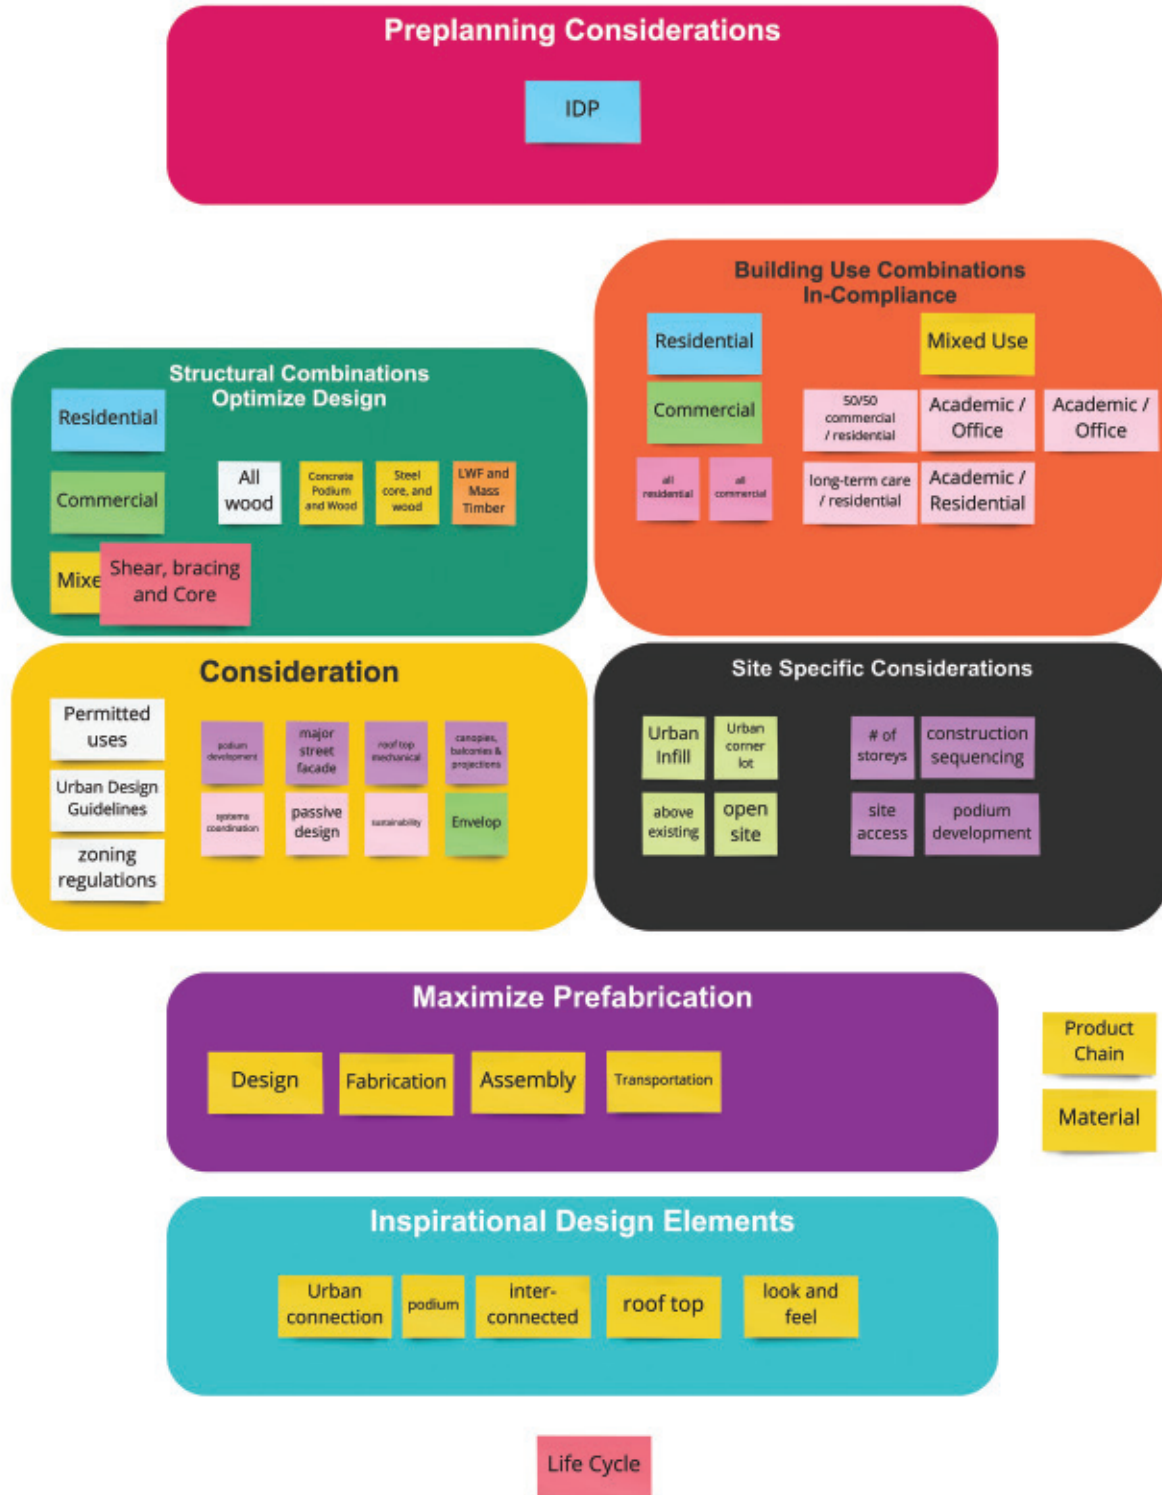 Preplanning Considerations
IDP
Building Use Combinations
In-Compliance
Residential
Mixed Use
Commercial
50/50
commercial
/ residential
Academic /
Office
Academic /
Office
all
residential
all
commercial
long-term care
/ residential
Academic /
Residential
Structural Combinations
Optimize Design
Residential
Commercial
All
wood
Concrete
Podium
and Wood
Steel
core, and
wood
LWF and
Mass
Timber
Mixe
Shear, bracing
and Core
Consideration
Permitted
uses
Urban Design
Guidelines
zoning
regulations
podium
development
major
street
facade
roof top
mechanical
canopies,
balconies &
projections
systems
coordination
passive
design
sustainability
Envelop
Site Specific Considerations
Urban
Infill
Urban
corner
lot
# of
storeys
construction
sequencing
above
existing
open
site
site
access
podium
development
Maximize Prefabrication
Design
Fabrication
Assembly
Transportation
Product
Chain
Material
Inspirational Design Elements
Urban
connection
podium
inter-
connected
roof top
look and
feel
Life Cycle